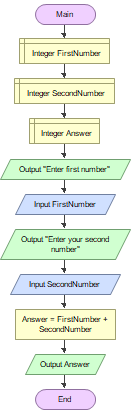 Main
Integer FirstNumber
Integer SecondNumber
Integer Answer
Output "Enter first number"
Input FirstNumber
Output "Enter your second
number"
Input SecondNumber
Answer = FirstNumber +
SecondNumber
Output Answer
End